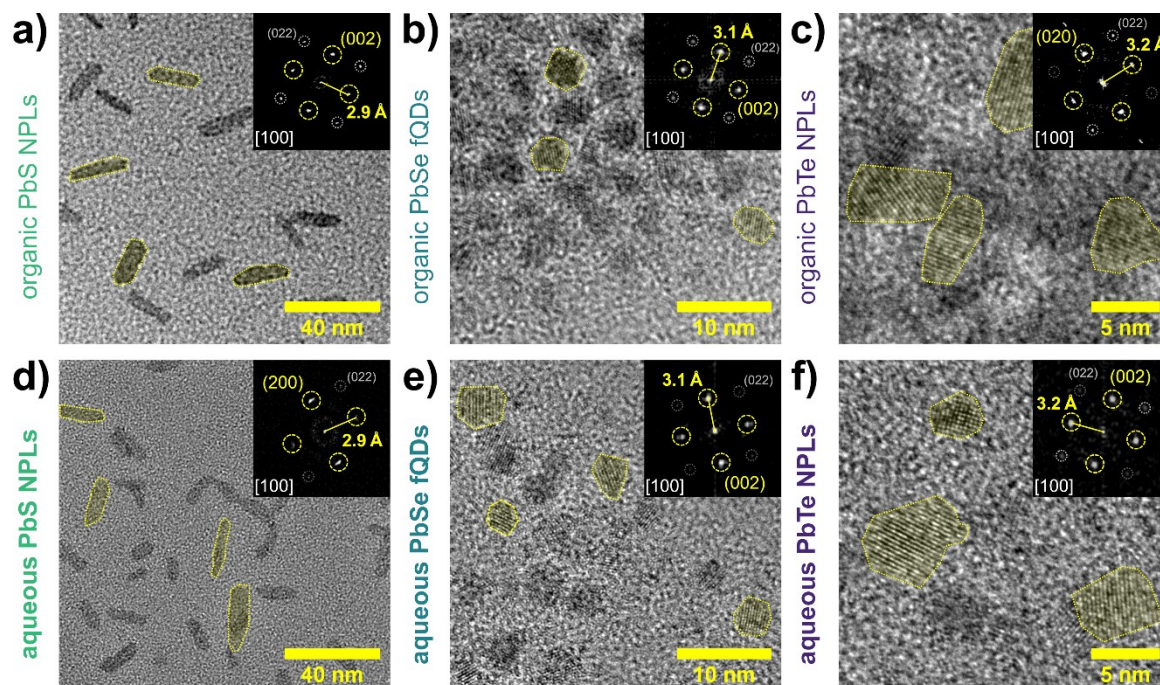 a)
organic PbS NPLs
(022)
(002)
2.9 Å
[100]
40 nm
b)
organic PbSe fQDs
3.1 Å
(022)
(002)
[100]
10 nm
c)
organic PbTe NPLs
(020)
(022)
3.2 Å
[100]
5 nm
d)
aqueous PbS NPLs
(200)
(022)
2.9 Å
[100]
40 nm
e)
aqueous PbSe fQDs
3.1 Å
(022)
(002)
[100]
10 nm
f)
aqueous PbTe NPLs
(022)
(002)
3.2 Å
[100]
5 nm